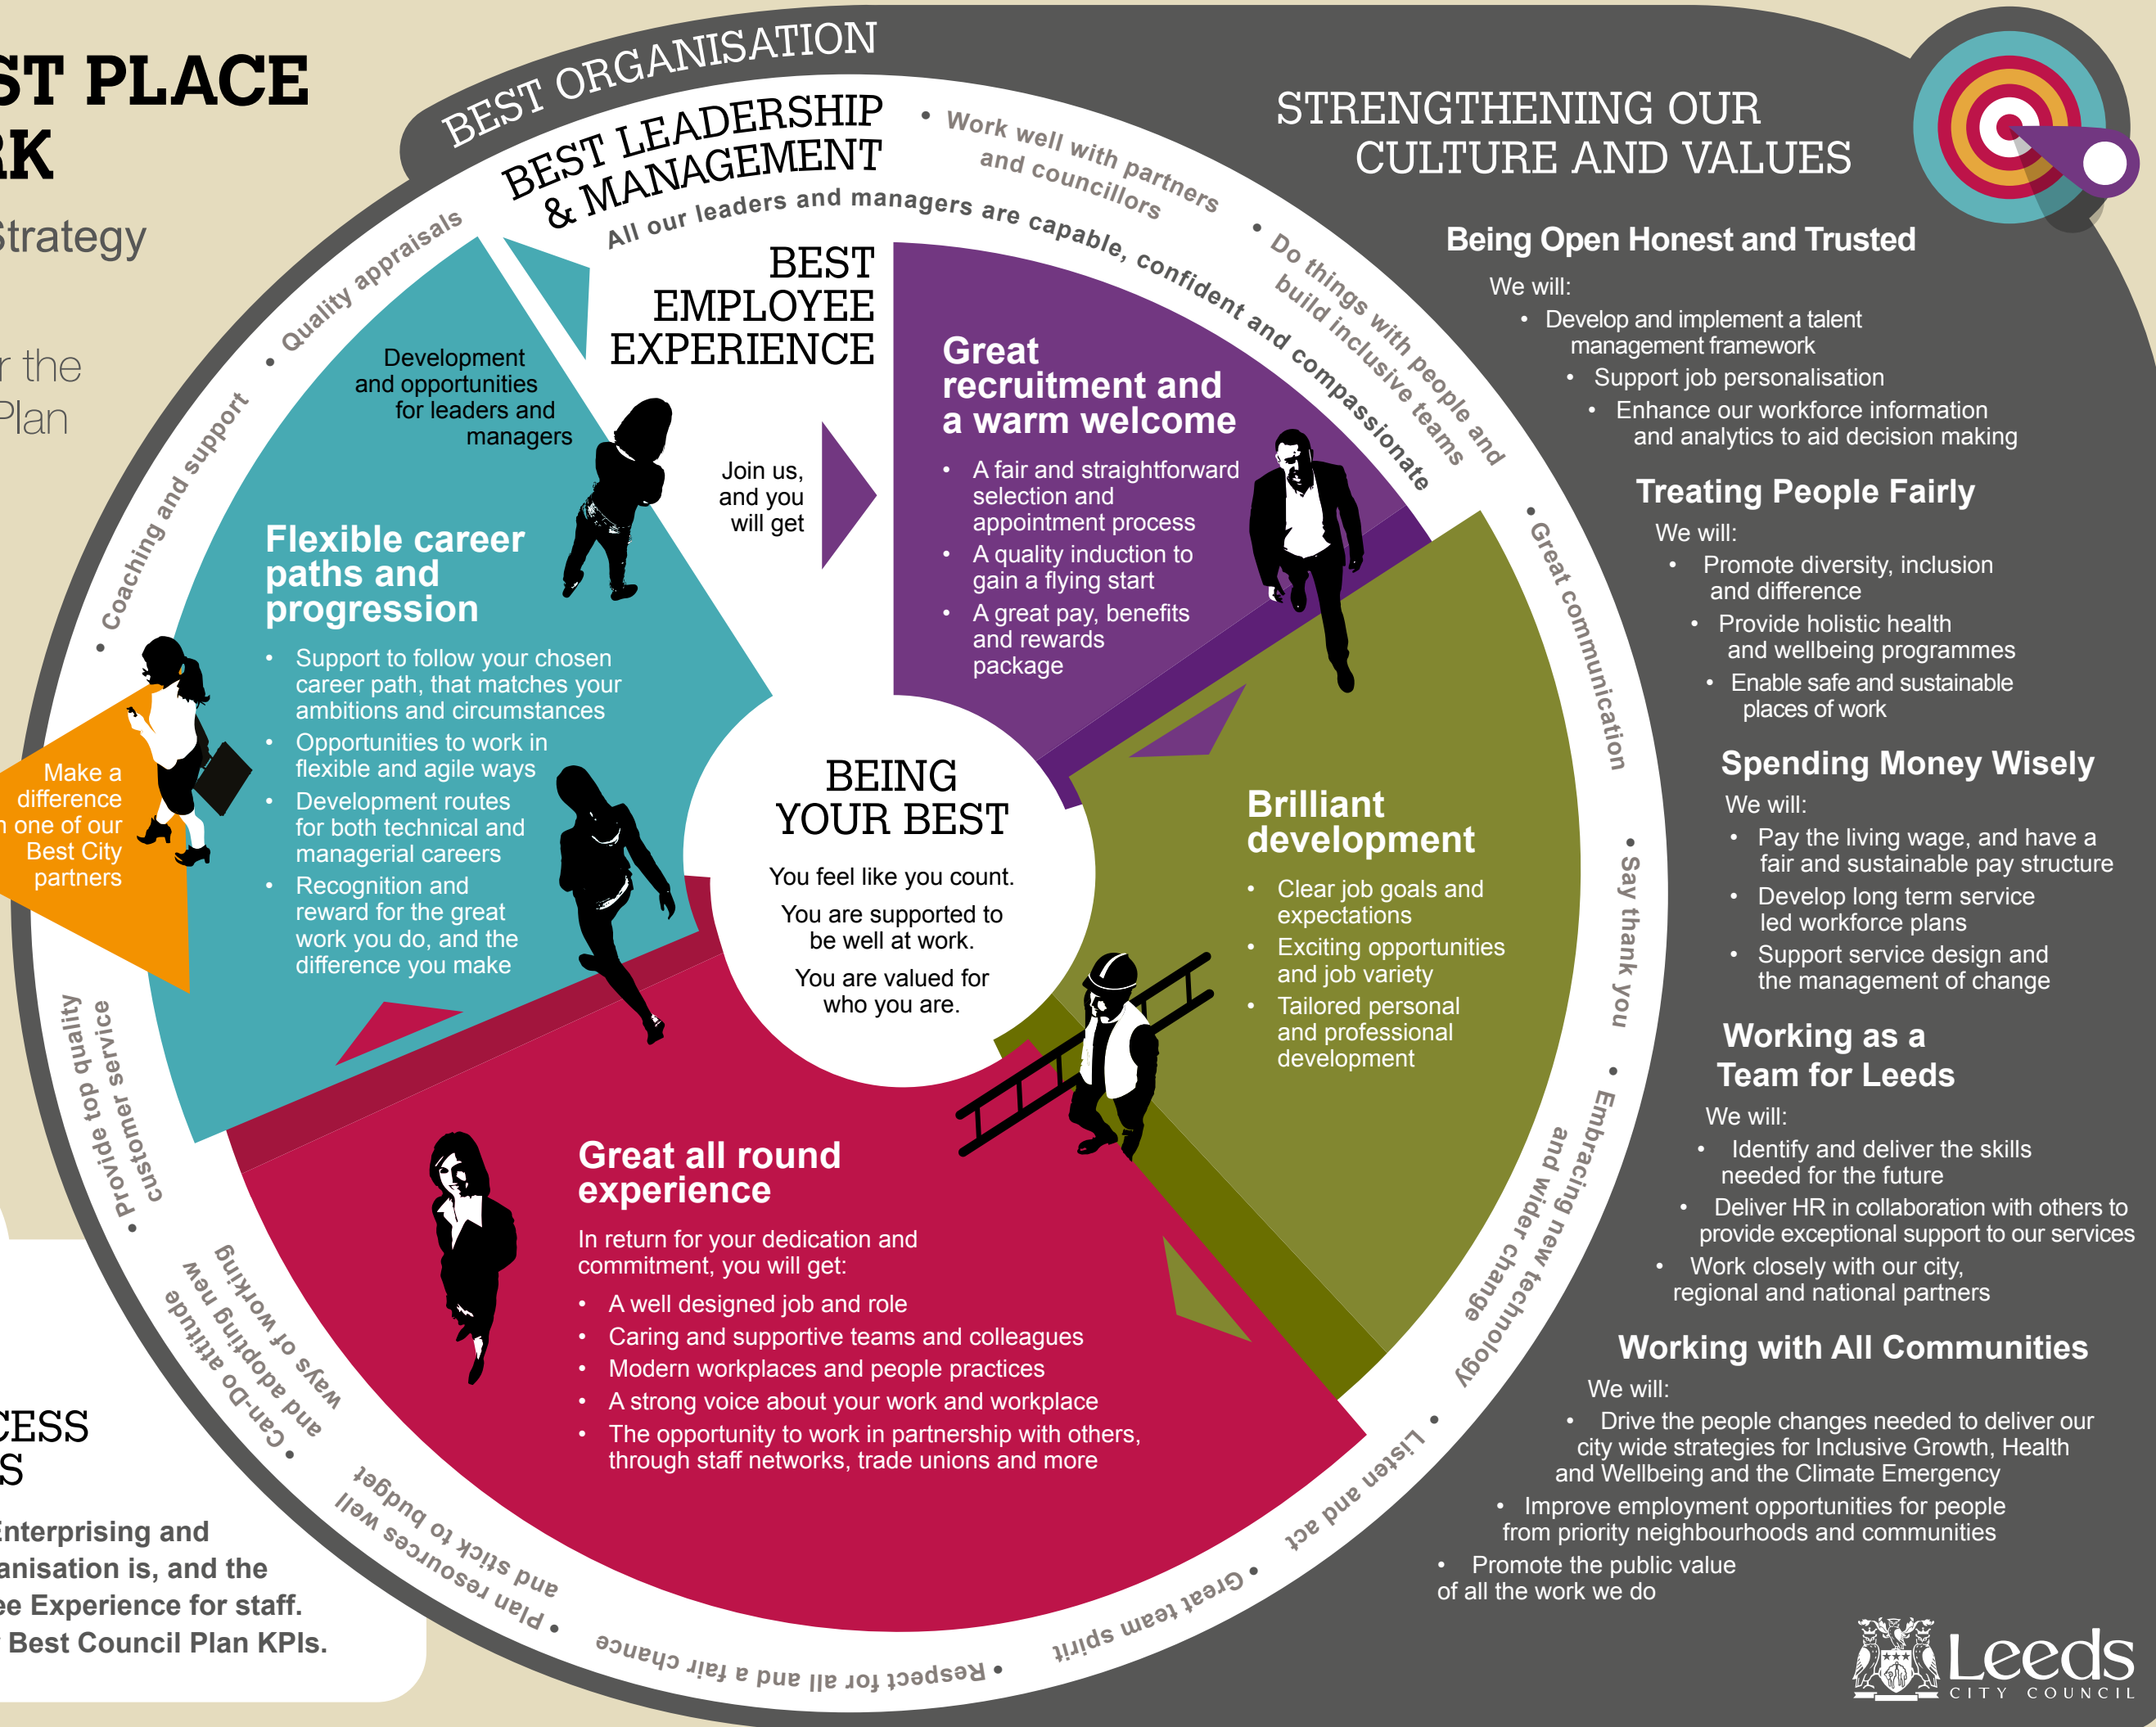 ST PLACE
RK
Strategy
r the
Plan
BEST ORGANISATION
BEST LEADERSHIP
& MANAGEMENT
All our leaders and managers are capable, confident and compassionate
• Work well with partners
and councillors
• Do things with people and
build inclusive teams
• Great communication
• Say thank you
• Embracing new technology
and wider change
• Listen and act
• Great team spirit
• Respect for all and a fair chance
• Plan resources well
and stick to budget
• Can-Do attitude
and adopting new
ways of working
• Provide top quality
customer service
• Coaching and support
• Quality appraisals
BEST
EMPLOYEE
EXPERIENCE
Join us,
and you
will get
Great
recruitment and
a warm welcome
• A fair and straightforward
selection and
appointment process
• A quality induction to
gain a flying start
• A great pay, benefits
and rewards
package
Brilliant
development
• Clear job goals and
expectations
• Exciting opportunities
and job variety
• Tailored personal
and professional
development
Great all round
experience
In return for your dedication and
commitment, you will get:
• A well designed job and role
• Caring and supportive teams and colleagues
• Modern workplaces and people practices
• A strong voice about your work and workplace
• The opportunity to work in partnership with others,
through staff networks, trade unions and more
Development
and opportunities
for leaders and
managers
Flexible career
paths and
progression
• Support to follow your chosen
career path, that matches your
ambitions and circumstances
• Opportunities to work in
flexible and agile ways
• Development routes
for both technical and
managerial careers
• Recognition and
reward for the great
work you do, and the
difference you make
Make a
difference
n one of our
Best City
partners
BEING
YOUR BEST
You feel like you count.
You are supported to
be well at work.
You are valued for
who you are.
CESS
S
Enterprising and
anisation is, and the
ee Experience for staff.
Best Council Plan KPIs.
STRENGTHENING OUR
CULTURE AND VALUES
Being Open Honest and Trusted
We will:
• Develop and implement a talent
management framework
• Support job personalisation
• Enhance our workforce information
and analytics to aid decision making
Treating People Fairly
We will:
• Promote diversity, inclusion
and difference
• Provide holistic health
and wellbeing programmes
• Enable safe and sustainable
places of work
Spending Money Wisely
We will:
• Pay the living wage, and have a
fair and sustainable pay structure
• Develop long term service
led workforce plans
• Support service design and
the management of change
Working as a
Team for Leeds
We will:
• Identify and deliver the skills
needed for the future
• Deliver HR in collaboration with others to
provide exceptional support to our services
• Work closely with our city,
regional and national partners
Working with All Communities
We will:
• Drive the people changes needed to deliver our
city wide strategies for Inclusive Growth, Health
and Wellbeing and the Climate Emergency
• Improve employment opportunities for people
from priority neighbourhoods and communities
• Promote the public value
of all the work we do
Leeds
CITY COUNCIL